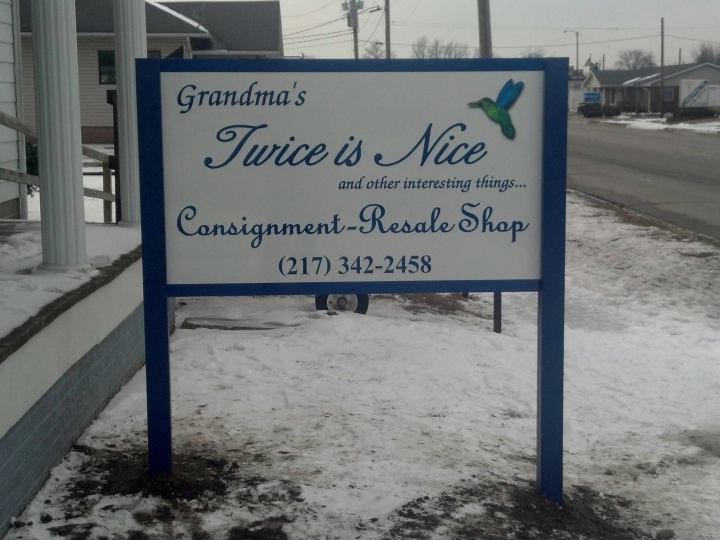 Grandma's
Twice is Nice
and other interesting things...
Consignment-Resale Shop
(217) 342-2458